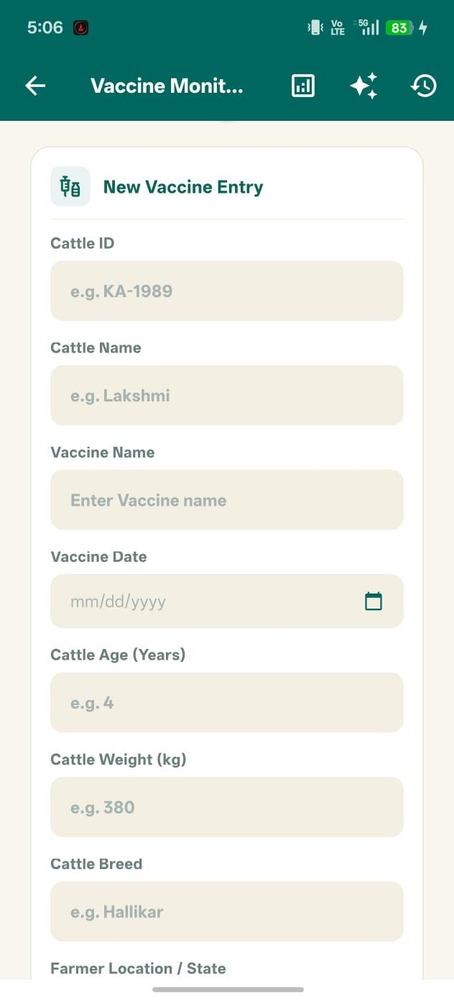 5:06
Vo
LTE
5G
83
Vaccine Monit...
New Vaccine Entry
Cattle ID
e.g. KA-1989
Cattle Name
e.g. Lakshmi
Vaccine Name
Enter Vaccine name
Vaccine Date
mm/dd/yyyy
Cattle Age (Years)
e.g. 4
Cattle Weight (kg)
e.g. 380
Cattle Breed
e.g. Hallikar
Farmer Location / State